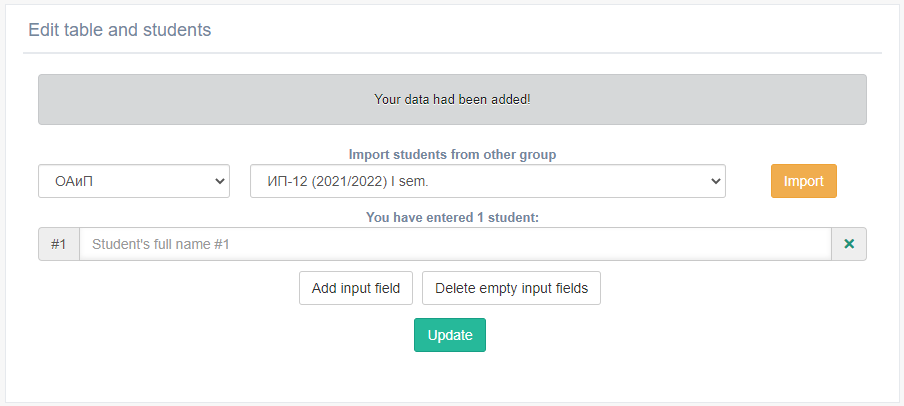 Edit table and students
Your data had been added!
Import students from other group
ОАиП
ИП-12 (2021/2022) I sem.
Import
You have entered 1 student:
#1
Student's full name #1
Add input field
Delete empty input fields
Update